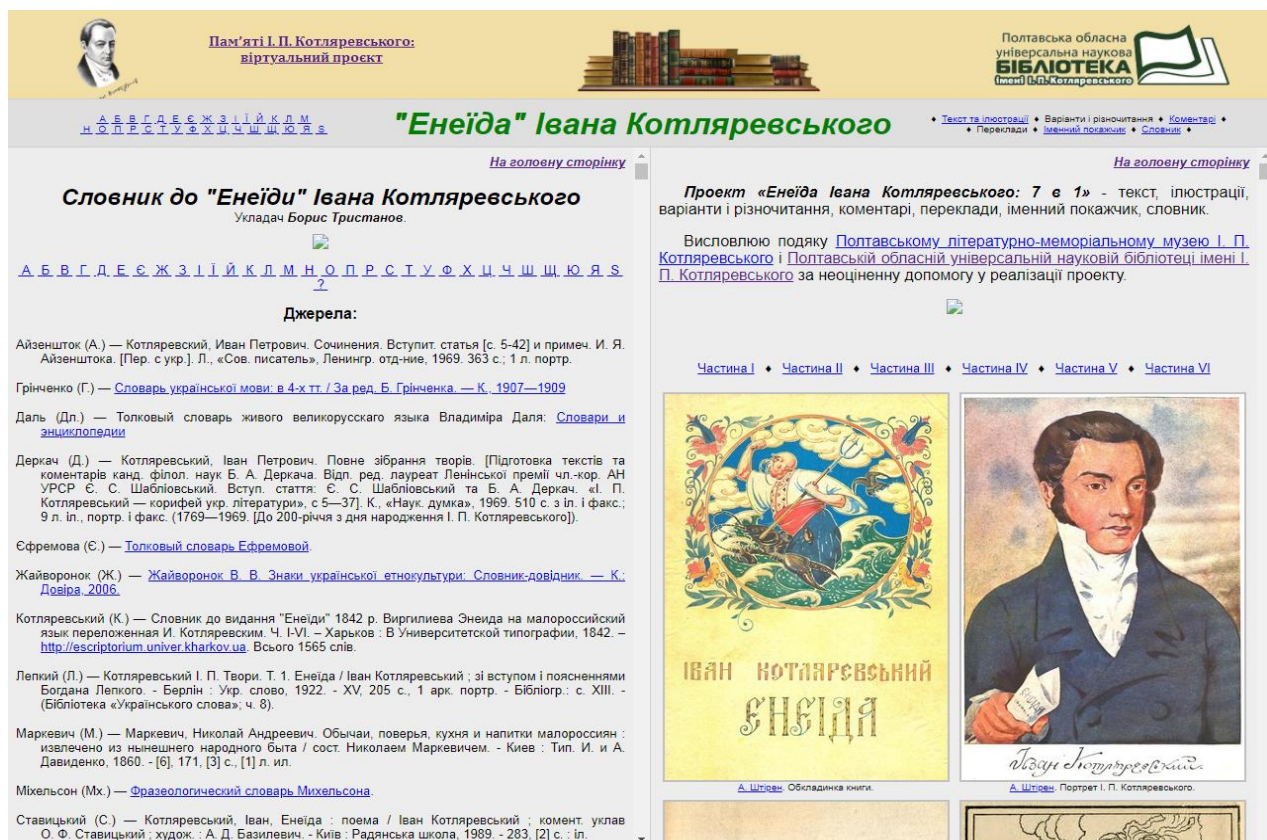 Пам’яті І. П. Котляревського:
віртуальний проєкт
Полтавська обласна
універсальна наукова
БІБЛІОТЕКА
імені І.П. Котляревського
А Б В Г Д Е Є Ж З І Ї Й К Л М
Н О П Р С Т У Ф Х Ц Ч Ш Щ Ю Я S
"Енеїда" Івана Котляревського
♦ Текст та ілюстрації ♦ Варіанти і різночитання ♦ Коментарі ♦
♦ Переклади ♦ Іменний покажчик ♦ Словник ♦
На головну сторінку
Словник до "Енеїди" Івана Котляревського
Укладач Борис Тристанов.
А Б В Г Д Е Є Ж З І Ї Й К Л М Н О П Р С Т У Ф Х Ц Ч Ш Щ Ю Я S
?
Джерела:
Айзеншток (А.) — Котляревский, Иван Петрович. Сочинения. Вступит. статья [с. 5-42] и примеч. И. Я.
Айзенштока. [Пер. с укр.]. Л., «Сов. писатель», Ленингр. отд-ние, 1969. 363 с.; 1 л. портр.
Грінченко (Г.) — Словарь української мови: в 4-х тт. / За ред. Б. Грінченка. — К., 1907—1909
Даль (Дл.) — Толковый словарь живого великорусскаго языка Владиміра Даля: Словари и
энциклопедии
Деркач (Д.) — Котляревський, Іван Петрович. Повне зібрання творів. [Підготовка текстів та
коментарів канд. філол. наук Б. А. Деркача. Відп. ред. лауреат Ленінської премії чл.-кор. АН
УРСР Є. С. Шабліовський. Вступ. стаття: Є. С. Шабліовський та Б. А. Деркач. «І. П.
Котляревський — корифей укр. літератури», с 5—37]. К., «Наук. думка», 1969. 510 с. з іл. і факс.;
9 л. іл., портр. і факс. (1769—1969. [До 200-річчя з дня народження І. П. Котляревського]).
Єфремова (Є.) — Толковый словарь Ефремовой.
Жайворонок (Ж.) — Жайворонок В. В. Знаки української етнокультури: Словник-довідник. — К.:
Довіра, 2006.
Котляревський (К.) — Словник до видання "Енеїди" 1842 р. Виргилиева Энеида на малороссийский
язык переложенная И. Котляревским. Ч. I-VI. – Харьков : В Университетской типографии, 1842. –
http://escriptorium.univer.kharkov.ua. Всього 1565 слів.
Лепкий (Л.) — Котляревський І. П. Твори. Т. 1. Енеїда / Іван Котляревський ; зі вступом і поясненнями
Богдана Лепкого. - Берлін : Укр. слово, 1922. - XV, 205 с., 1 арк. портр. - Бібліогр.: с. XIII. -
(Бібліотека «Українського слова»; ч. 8).
Маркевич (М.) — Маркевич, Николай Андреевич. Обычаи, поверья, кухня и напитки малороссиян :
извлечено из нынешнего народного быта / сост. Николаем Маркевичем. - Киев : Тип. И. и А.
Давиденко, 1860. - [6], 171, [3] с., [1] л. ил.
Міхельсон (Мх.) — Фразеологический словарь Михельсона.
Ставицький (С.) — Котляревський, Іван, Енеїда : поема / Іван Котляревський ; комент. уклав
О. Ф. Ставицький ; худож. : А. Д. Базилевич. - Київ : Радянська школа, 1989. - 283, [2] с. : іл.
На головну сторінку
Проект «Енеїда Івана Котляревського: 7 в 1» - текст, ілюстрації,
варіанти і різночитання, коментарі, переклади, іменний покажчик, словник.
Висловлюю подяку Полтавському літературно-меморіальному музею І. П.
Котляревського і Полтавській обласній універсальній науковій бібліотеці імені І.
П. Котляревського за неоціненну допомогу у реалізації проекту.
Частина I ♦ Частина II ♦ Частина III ♦ Частина IV ♦ Частина V ♦ Частина VI
ІВАН КОТЛЯРЕВСЬКИЙ
ЕНЕЇДА
Іван Котляревський.
А. Штірен. Обкладинка книги.
А. Штірен. Портрет І. П. Котляревського.